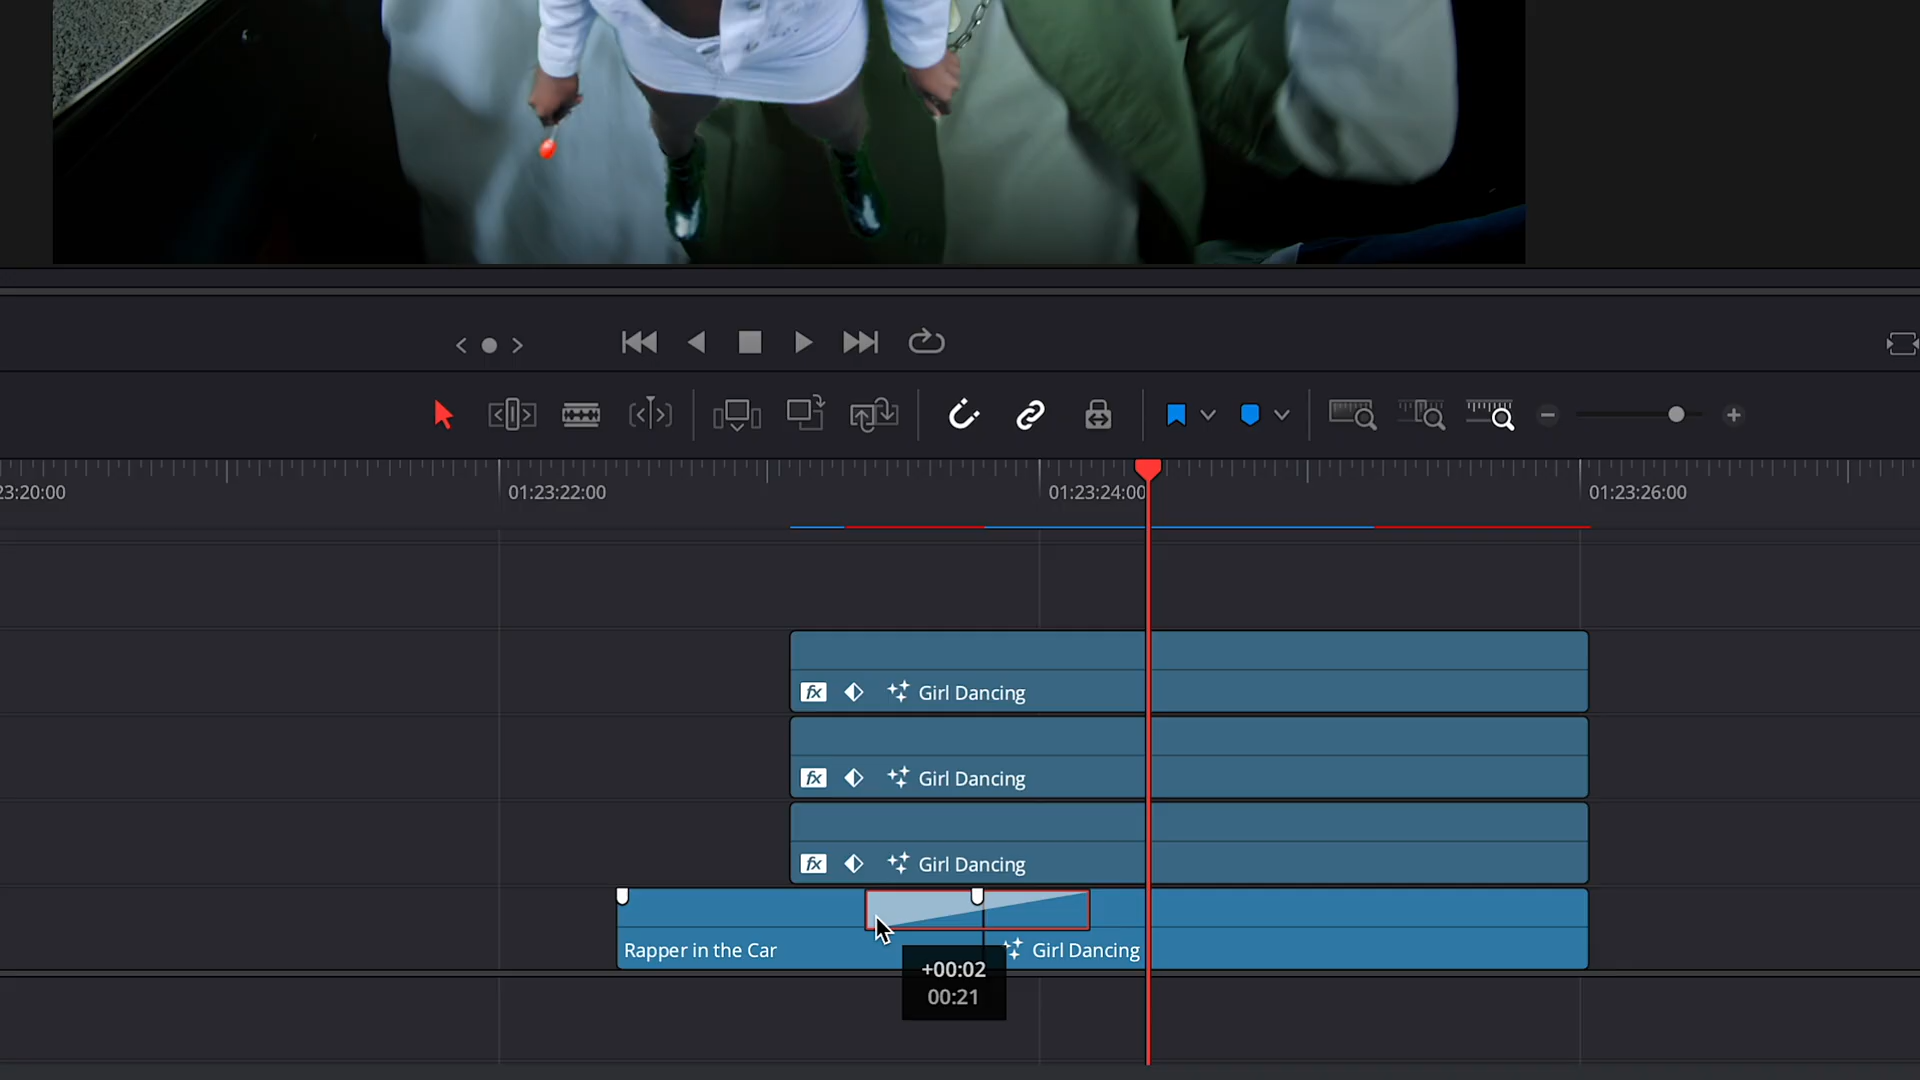 23:20:00
01:23:22:00
01:23:24:00
01:23:26:00
fx Girl Dancing
fx Girl Dancing
fx Girl Dancing
Rapper in the Car
Girl Dancing
+00:02
00:21